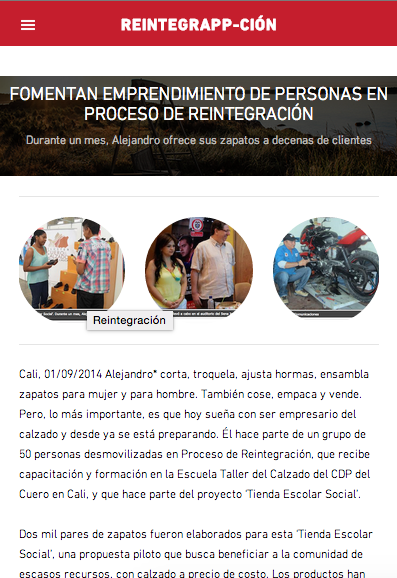 REINTEGRAPP-CIÓN
FOMENTAN EMPRENDIMIENTO DE PERSONAS EN
PROCESO DE REINTEGRACIÓN
Durante un mes, Alejandro ofrece sus zapatos a decenas de clientes
Reintegración
Cali, 01/09/2014 Alejandro* corta, troquela, ajusta hormas, ensambla
zapatos para mujer y para hombre. También cose, empaca y vende.
Pero, lo más importante, es que hoy sueña con ser empresario del
calzado y desde ya se está preparando. Él hace parte de un grupo de
50 personas desmovilizadas en Proceso de Reintegración, que recibe
capacitación y formación en la Escuela Taller del Calzado del CDP del
Cuero en Cali, y que hace parte del proyecto ‘Tienda Escolar Social’.
Dos mil pares de zapatos fueron elaborados para esta ‘Tienda Escolar
Social’, una propuesta piloto que busca beneficiar a la comunidad de
escasos recursos, con calzado a precio de costo. Los productos han